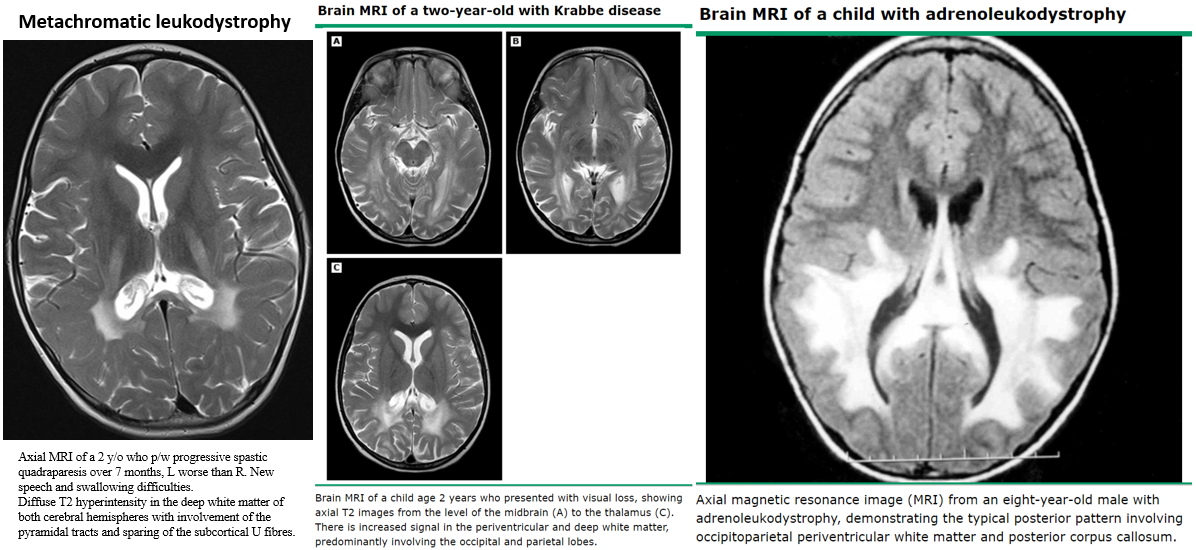 Metachromatic leukodystrophy
Axial MRI of a 2 y/o who p/w progressive spastic
quadraparesis over 7 months, L worse than R. New
speech and swallowing difficulties.
Diffuse T2 hyperintensity in the deep white matter of
both cerebral hemispheres with involvement of the
pyramidal tracts and sparing of the subcortical U fibres.
Brain MRI of a two-year-old with Krabbe disease
A
B
C
Brain MRI of a child age 2 years who presented with visual loss, showing
axial T2 images from the level of the midbrain (A) to the thalamus (C).
There is increased signal in the periventricular and deep white matter,
predominantly involving the occipital and parietal lobes.
Brain MRI of a child with adrenoleukodystrophy
Axial magnetic resonance image (MRI) from an eight-year-old male with
adrenoleukodystrophy, demonstrating the typical posterior pattern involving
occipitoparietal periventricular white matter and posterior corpus callosum.